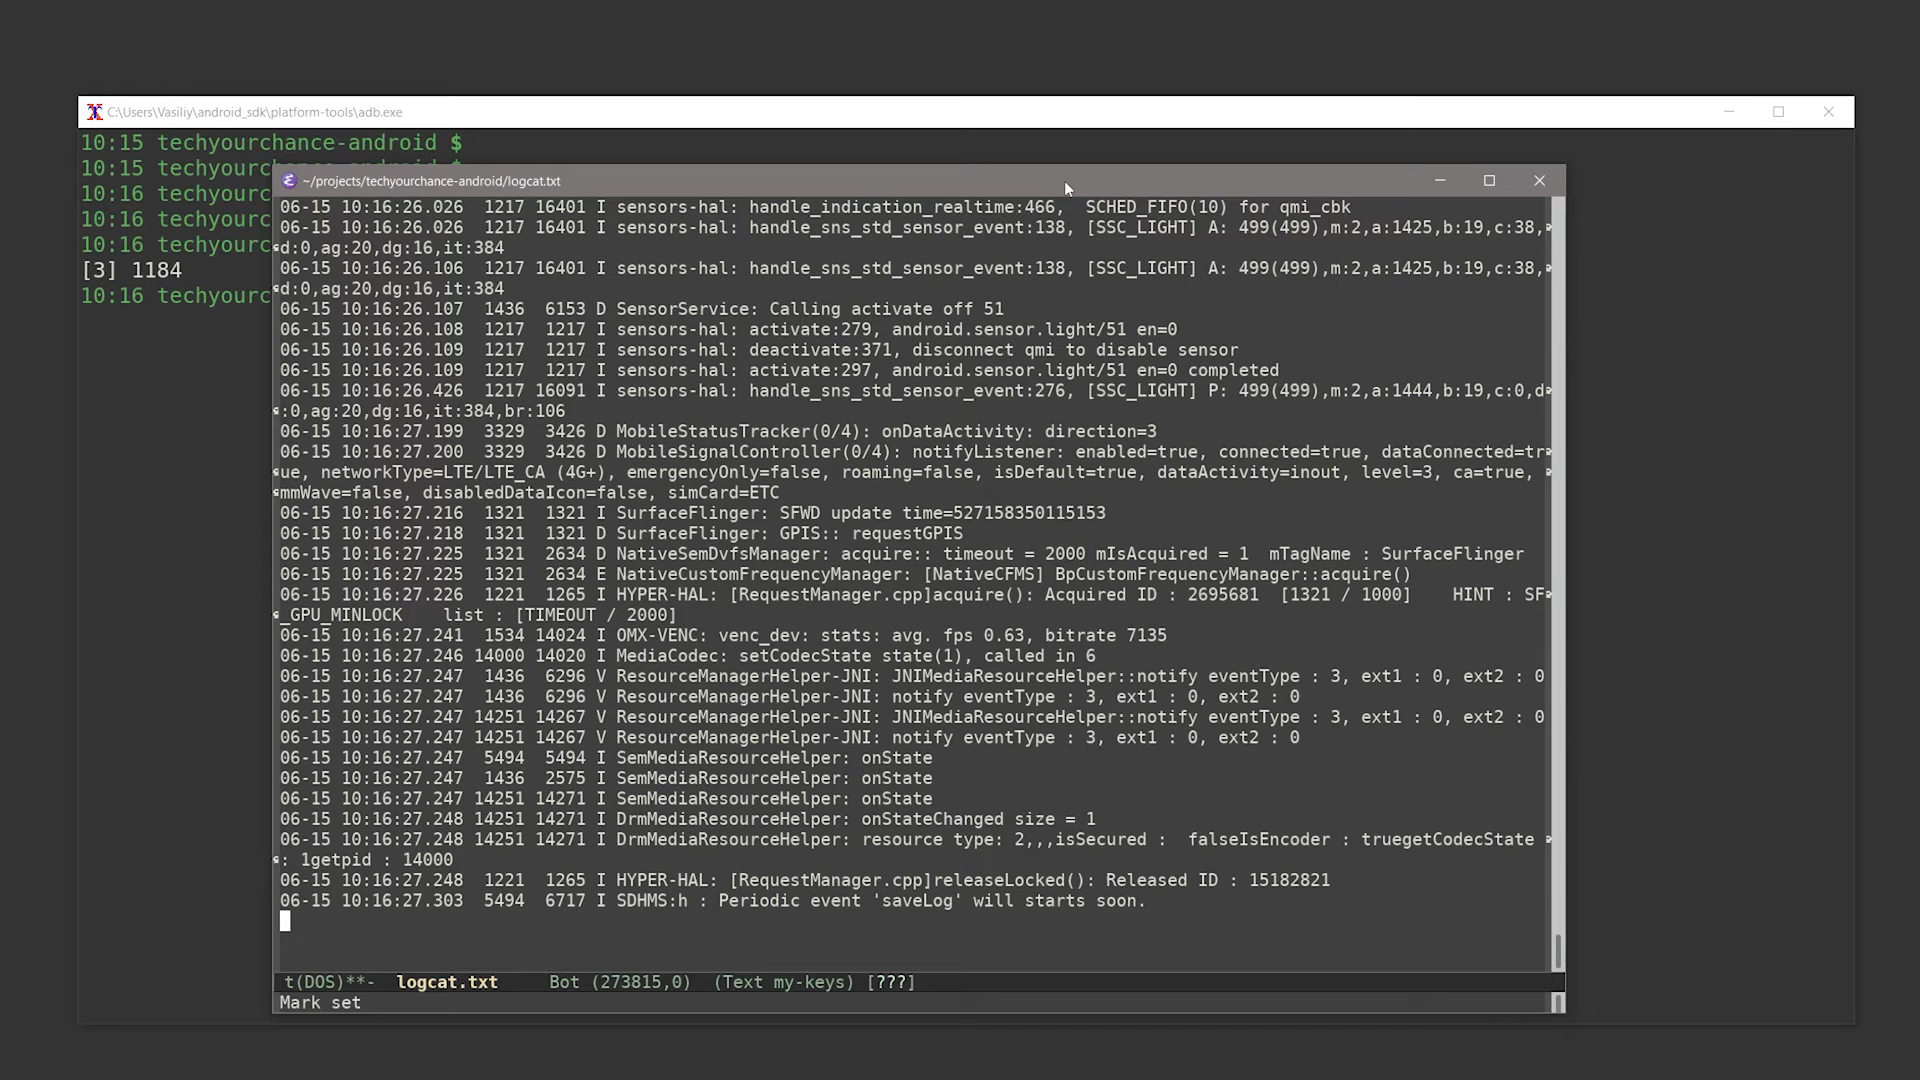 C:\Users\Vasiliy\android_sdk\platform-tools\adb.exe
10:15 techyourchance-android $
10:15 techyourchance-android $
10:16 techyourc
10:16 techyourc
10:16 techyourc
[3] 1184
10:16 techyourc
~/projects/techyourchance-android/logcat.txt
06-15 10:16:26.026  1217 16401 I sensors-hal: handle_indication_realtime:466,  SCHED_FIFO(10) for qmi_cbk
06-15 10:16:26.026  1217 16401 I sensors-hal: handle_sns_std_sensor_event:138, [SSC_LIGHT] A: 499(499),m:2,a:1425,b:19,c:38,
d:0,ag:20,dg:16,it:384
06-15 10:16:26.106  1217 16401 I sensors-hal: handle_sns_std_sensor_event:138, [SSC_LIGHT] A: 499(499),m:2,a:1425,b:19,c:38,
d:0,ag:20,dg:16,it:384
06-15 10:16:26.107  1436  6153 D SensorService: Calling activate off 51
06-15 10:16:26.108  1217  1217 I sensors-hal: activate:279, android.sensor.light/51 en=0
06-15 10:16:26.109  1217  1217 I sensors-hal: deactivate:371, disconnect qmi to disable sensor
06-15 10:16:26.109  1217  1217 I sensors-hal: activate:297, android.sensor.light/51 en=0 completed
06-15 10:16:26.426  1217 16091 I sensors-hal: handle_sns_std_sensor_event:276, [SSC_LIGHT] P: 499(499),m:2,a:1444,b:19,c:0,d
:0,ag:20,dg:16,it:384,br:106
06-15 10:16:27.199  3329  3426 D MobileStatusTracker(0/4): onDataActivity: direction=3
06-15 10:16:27.200  3329  3426 D MobileSignalController(0/4): notifyListener: enabled=true, connected=true, dataConnected=tr
ue, networkType=LTE/LTE_CA (4G+), emergencyOnly=false, roaming=false, isDefault=true, dataActivity=inout, level=3, ca=true,
mmWave=false, disabledDataIcon=false, simCard=ETC
06-15 10:16:27.216  1321  1321 I SurfaceFlinger: SFWD update time=527158350115153
06-15 10:16:27.218  1321  1321 D SurfaceFlinger: GPIS:: requestGPIS
06-15 10:16:27.225  1321  2634 D NativeSemDvfsManager: acquire:: timeout = 2000 mIsAcquired = 1  mTagName : SurfaceFlinger
06-15 10:16:27.225  1321  2634 E NativeCustomFrequencyManager: [NativeCFMS] BpCustomFrequencyManager::acquire()
06-15 10:16:27.226  1221  1265 I HYPER-HAL: [RequestManager.cpp]acquire(): Acquired ID : 2695681  [1321 / 1000]    HINT : SF
_GPU_MINLOCK    list : [TIMEOUT / 2000]
06-15 10:16:27.241  1534 14024 I OMX-VENC: venc_dev: stats: avg. fps 0.63, bitrate 7135
06-15 10:16:27.246 14000 14020 I MediaCodec: setCodecState state(1), called in 6
06-15 10:16:27.247  1436  6296 V ResourceManagerHelper-JNI: JNIMediaResourceHelper::notify eventType : 3, ext1 : 0, ext2 : 0
06-15 10:16:27.247  1436  6296 V ResourceManagerHelper-JNI: notify eventType : 3, ext1 : 0, ext2 : 0
06-15 10:16:27.247 14251 14267 V ResourceManagerHelper-JNI: JNIMediaResourceHelper::notify eventType : 3, ext1 : 0, ext2 : 0
06-15 10:16:27.247 14251 14267 V ResourceManagerHelper-JNI: notify eventType : 3, ext1 : 0, ext2 : 0
06-15 10:16:27.247  5494  5494 I SemMediaResourceHelper: onState
06-15 10:16:27.247  1436  2575 I SemMediaResourceHelper: onState
06-15 10:16:27.247 14251 14271 I SemMediaResourceHelper: onState
06-15 10:16:27.248 14251 14271 I DrmMediaResourceHelper: onStateChanged size = 1
06-15 10:16:27.248 14251 14271 I DrmMediaResourceHelper: resource type: 2,,,isSecured :  falseIsEncoder : truegetCodecState
: 1getpid : 14000
06-15 10:16:27.248  1221  1265 I HYPER-HAL: [RequestManager.cpp]releaseLocked(): Released ID : 15182821
06-15 10:16:27.303  5494  6717 I SDHMS:h : Periodic event 'saveLog' will starts soon.
t(DOS)**-  logcat.txt     Bot (273815,0)  (Text my-keys) [???]
Mark set